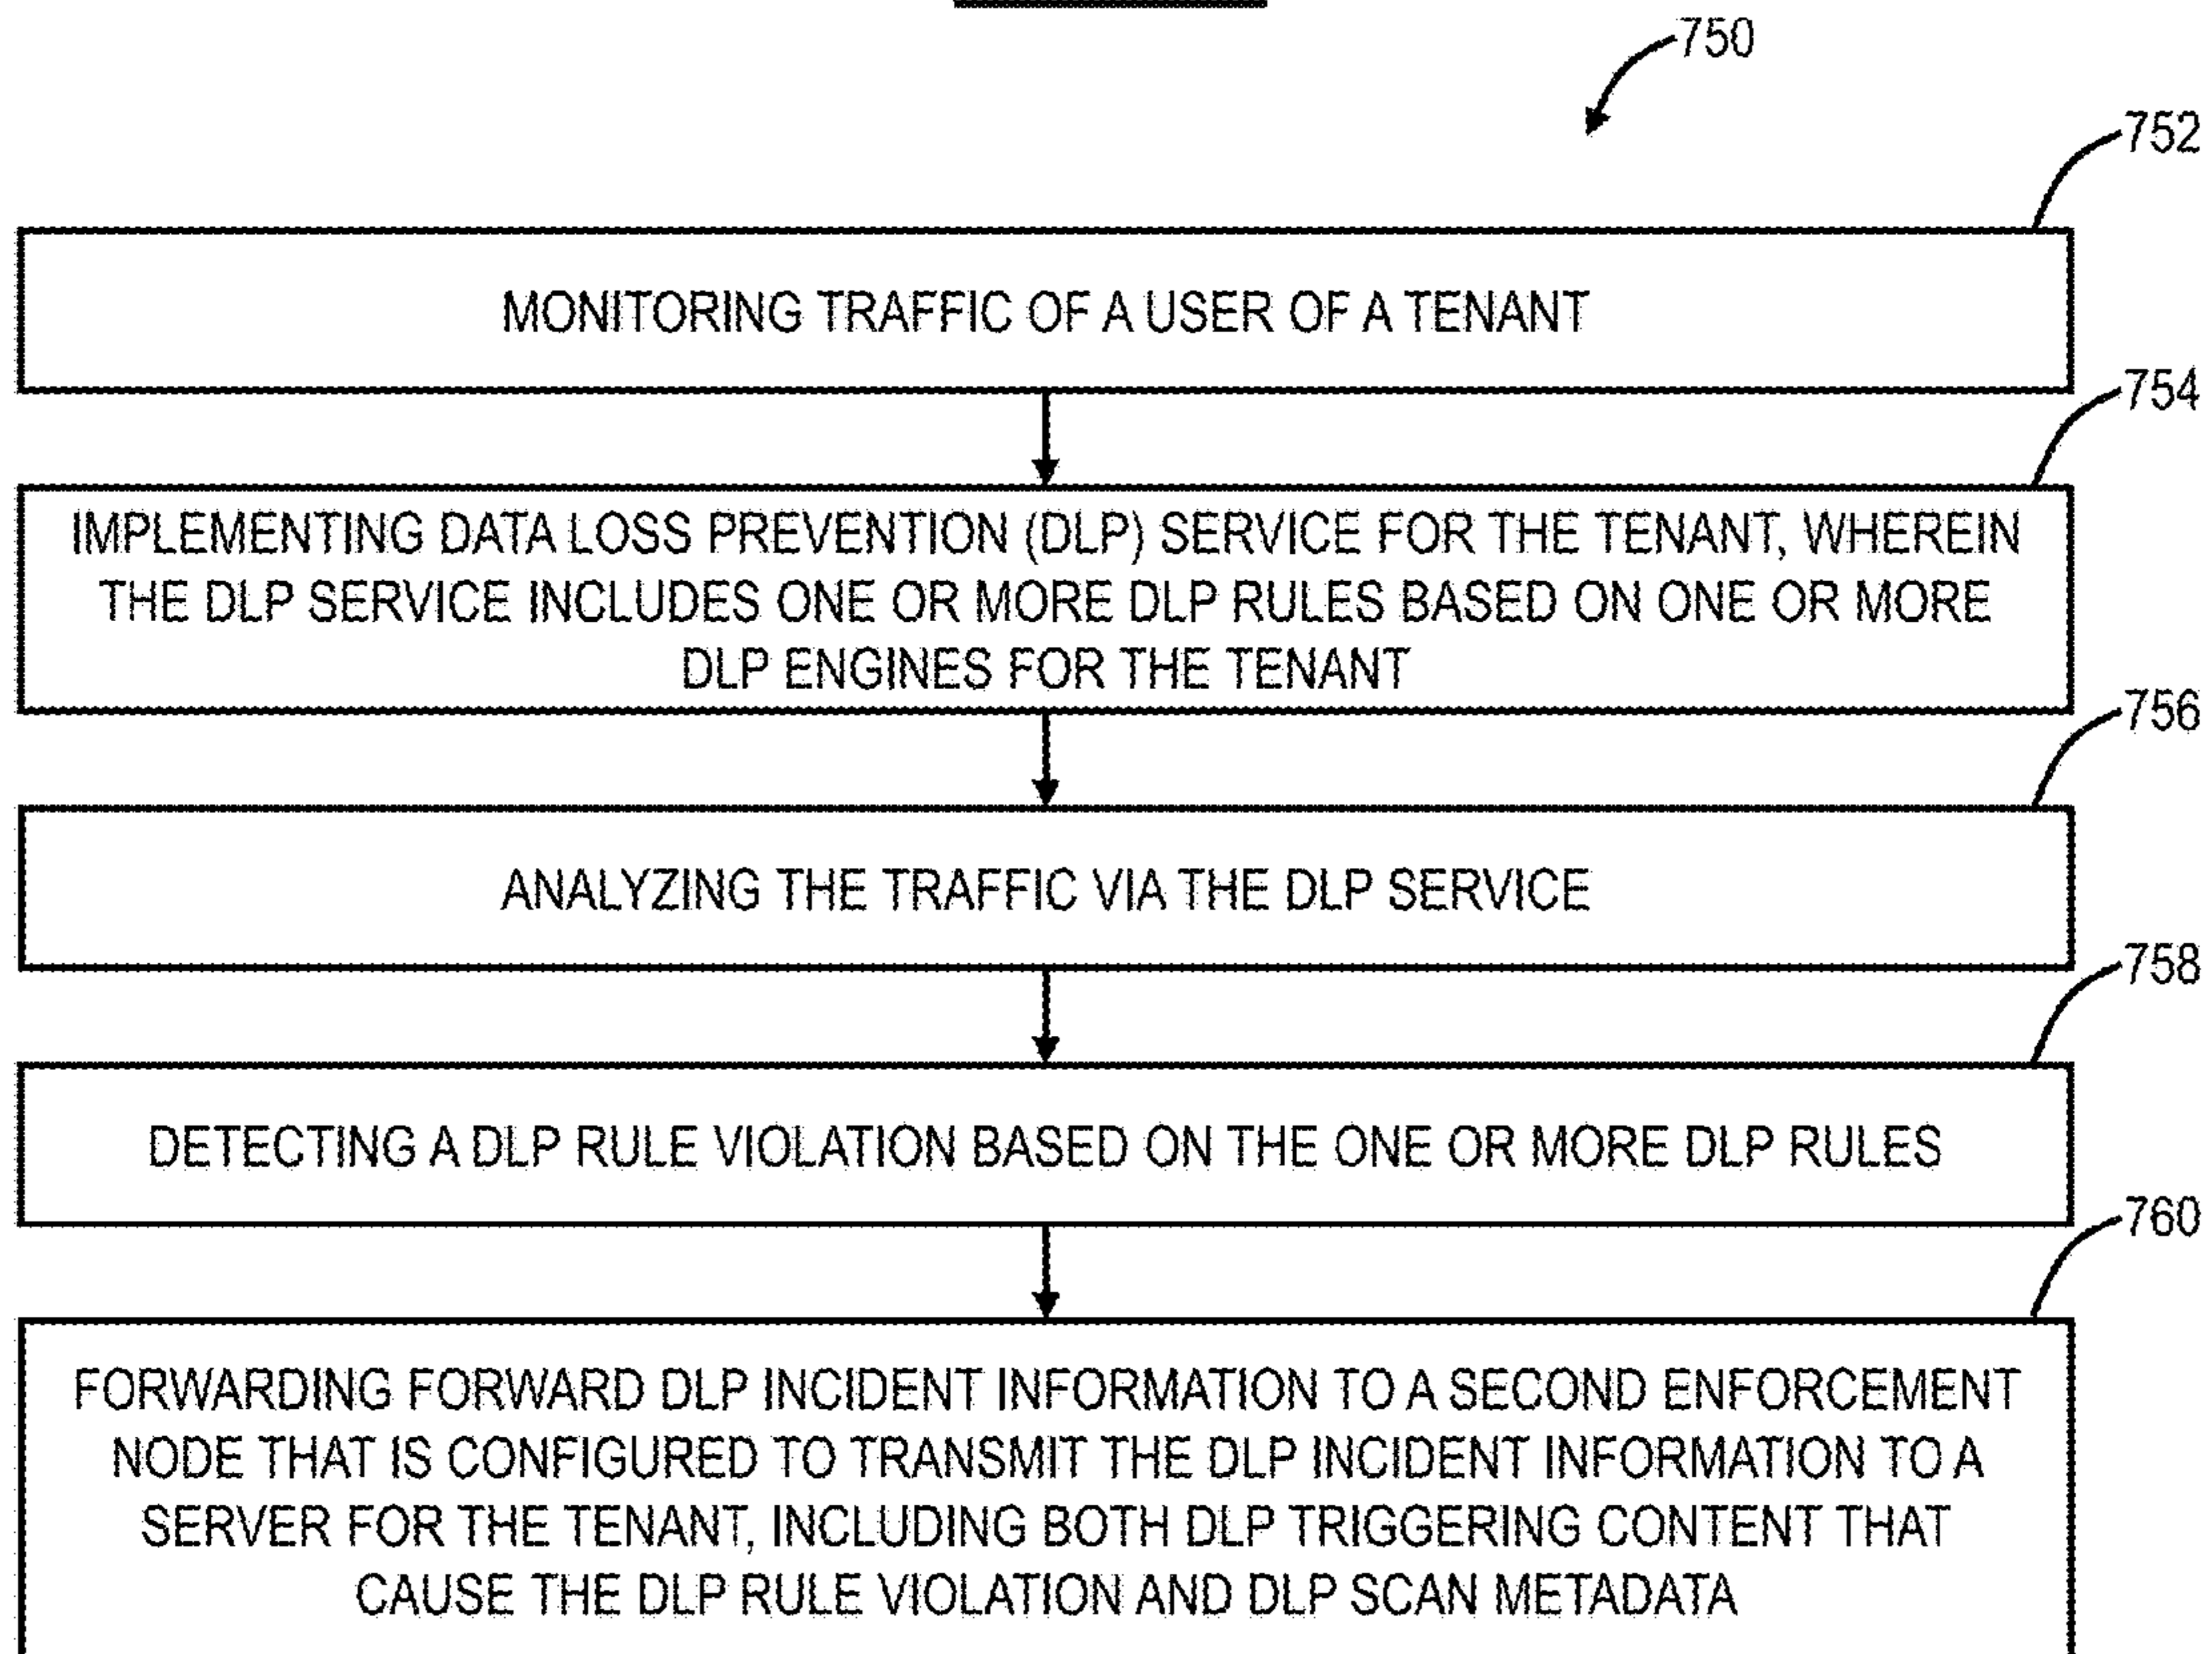 750
752
MONITORING TRAFFIC OF A USER OF A TENANT
754
IMPLEMENTING DATA LOSS PREVENTION (DLP) SERVICE FOR THE TENANT, WHEREIN
THE DLP SERVICE INCLUDES ONE OR MORE DLP RULES BASED ON ONE OR MORE
DLP ENGINES FOR THE TENANT
756
ANALYZING THE TRAFFIC VIA THE DLP SERVICE
758
DETECTING A DLP RULE VIOLATION BASED ON THE ONE OR MORE DLP RULES
760
FORWARDING FORWARD DLP INCIDENT INFORMATION TO A SECOND ENFORCEMENT
NODE THAT IS CONFIGURED TO TRANSMIT THE DLP INCIDENT INFORMATION TO A
SERVER FOR THE TENANT, INCLUDING BOTH DLP TRIGGERING CONTENT THAT
CAUSE THE DLP RULE VIOLATION AND DLP SCAN METADATA